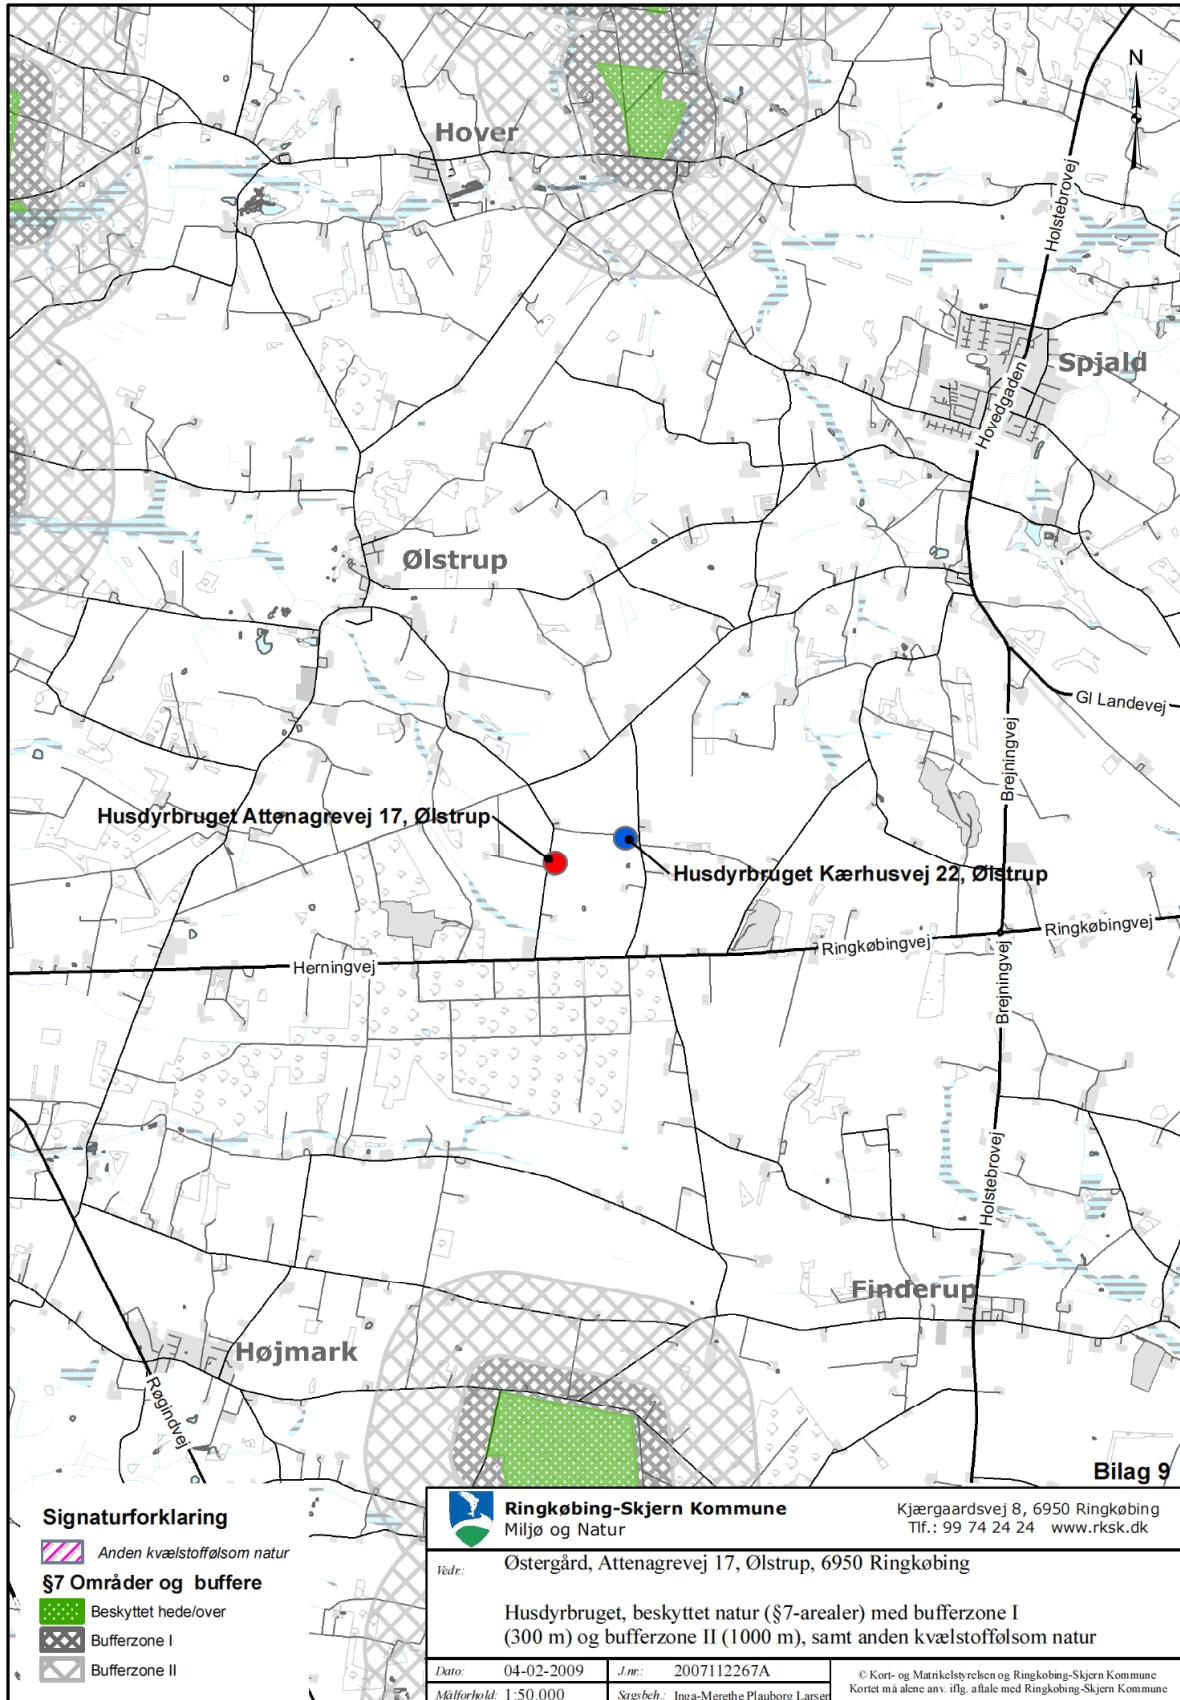 N
Hover
Holstebrovej
Spjald
Hovedgaden
Ølstrup
Gl Landevej
Brejningvej
Husdyrbruget Attenagrevej 17, Ølstrup
Husdyrbruget Kærhusvej 22, Ølstrup
Ringkøbingvej
Ringkøbingvej
Herningvej
Brejningvej
Holstebrovej
Finderup
Højmark
Røgindvej
Bilag 9
Signaturforklaring
Anden kvælstoffølsom natur
§7 Områder og buffere
Beskyttet hede/over
Bufferzone I
Bufferzone II
Ringkøbing-Skjern Kommune
Miljø og Natur
Kjærgaardsvej 8, 6950 Ringkøbing
Tlf.: 99 74 24 24 www.rksk.dk
Vedr.: Østergård, Attenagrevej 17, Ølstrup, 6950 Ringkøbing
Husdyrbruget, beskyttet natur (§7-arealer) med bufferzone I
(300 m) og bufferzone II (1000 m), samt anden kvælstoffølsom natur
Dato: 04-02-2009
J.nr.: 2007112267A
Målforhold: 1:50.000
Sagsbeh.: Inga-Merethe Plauborg Larsen
© Kort- og Matrikelstyrelsen og Ringkøbing-Skjern Kommune
Kortet må alene anv. iflg. aftale med Ringkøbing-Skjern Kommune